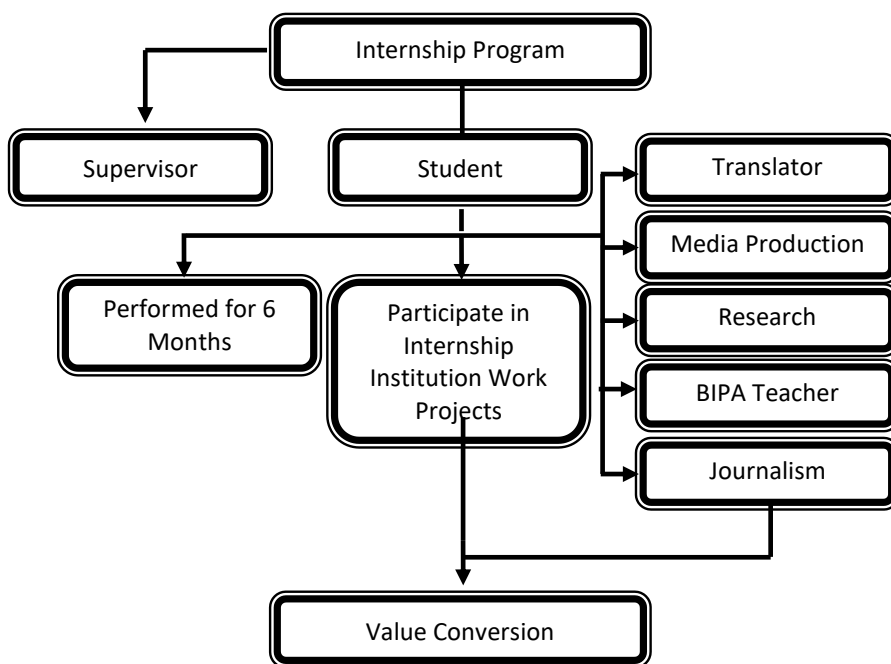 Internship Program
Supervisor
Student
Translator
Media Production
Performed for 6
Months
Participate in
Internship
Institution Work
Projects
Research
BIPA Teacher
Journalism
Value Conversion